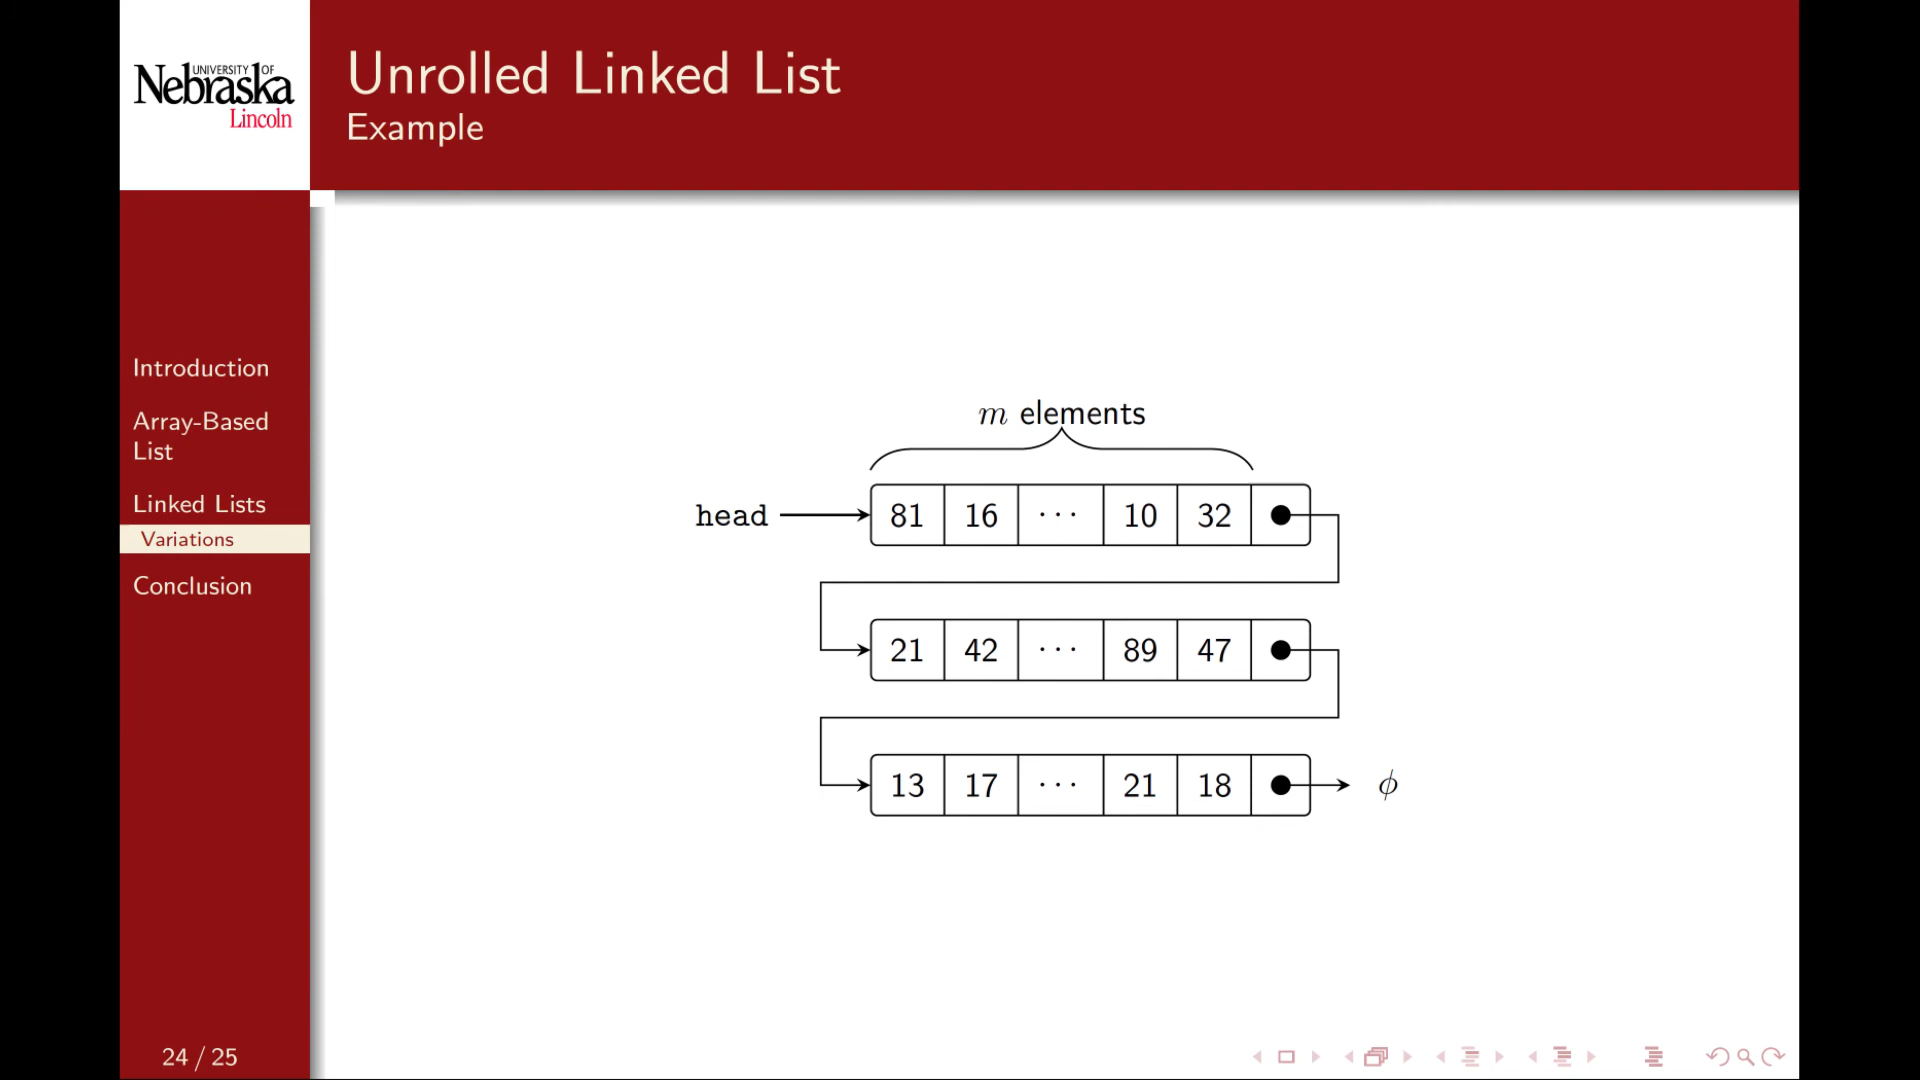 UNIVERSITY OF
Nebraska
Lincoln
Unrolled Linked List
Example
Introduction
Array-Based
List
Linked Lists
Variations
Conclusion
m elements
head 81 16 ··· 10 32
21 42 ··· 89 47
13 17 ··· 21 18 ϕ
24 / 25